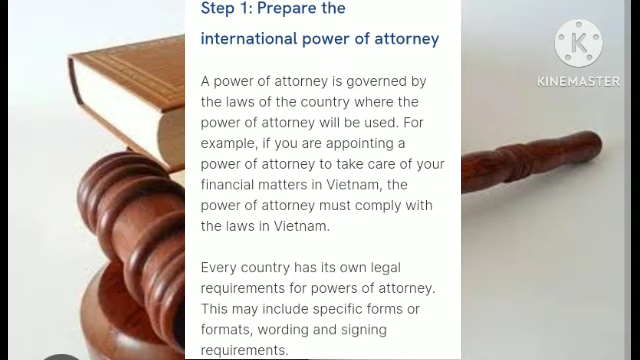 Step 1: Prepare the
international power of attorney
A power of attorney is governed by
the laws of the country where the
power of attorney will be used. For
example, if you are appointing a
power of attorney to take care of your
financial matters in Vietnam, the
power of attorney must comply with
the laws in Vietnam.
Every country has its own legal
requirements for powers of attorney.
This may include specific forms or
formats, wording and signing
requirements.
K
KINEMASTER